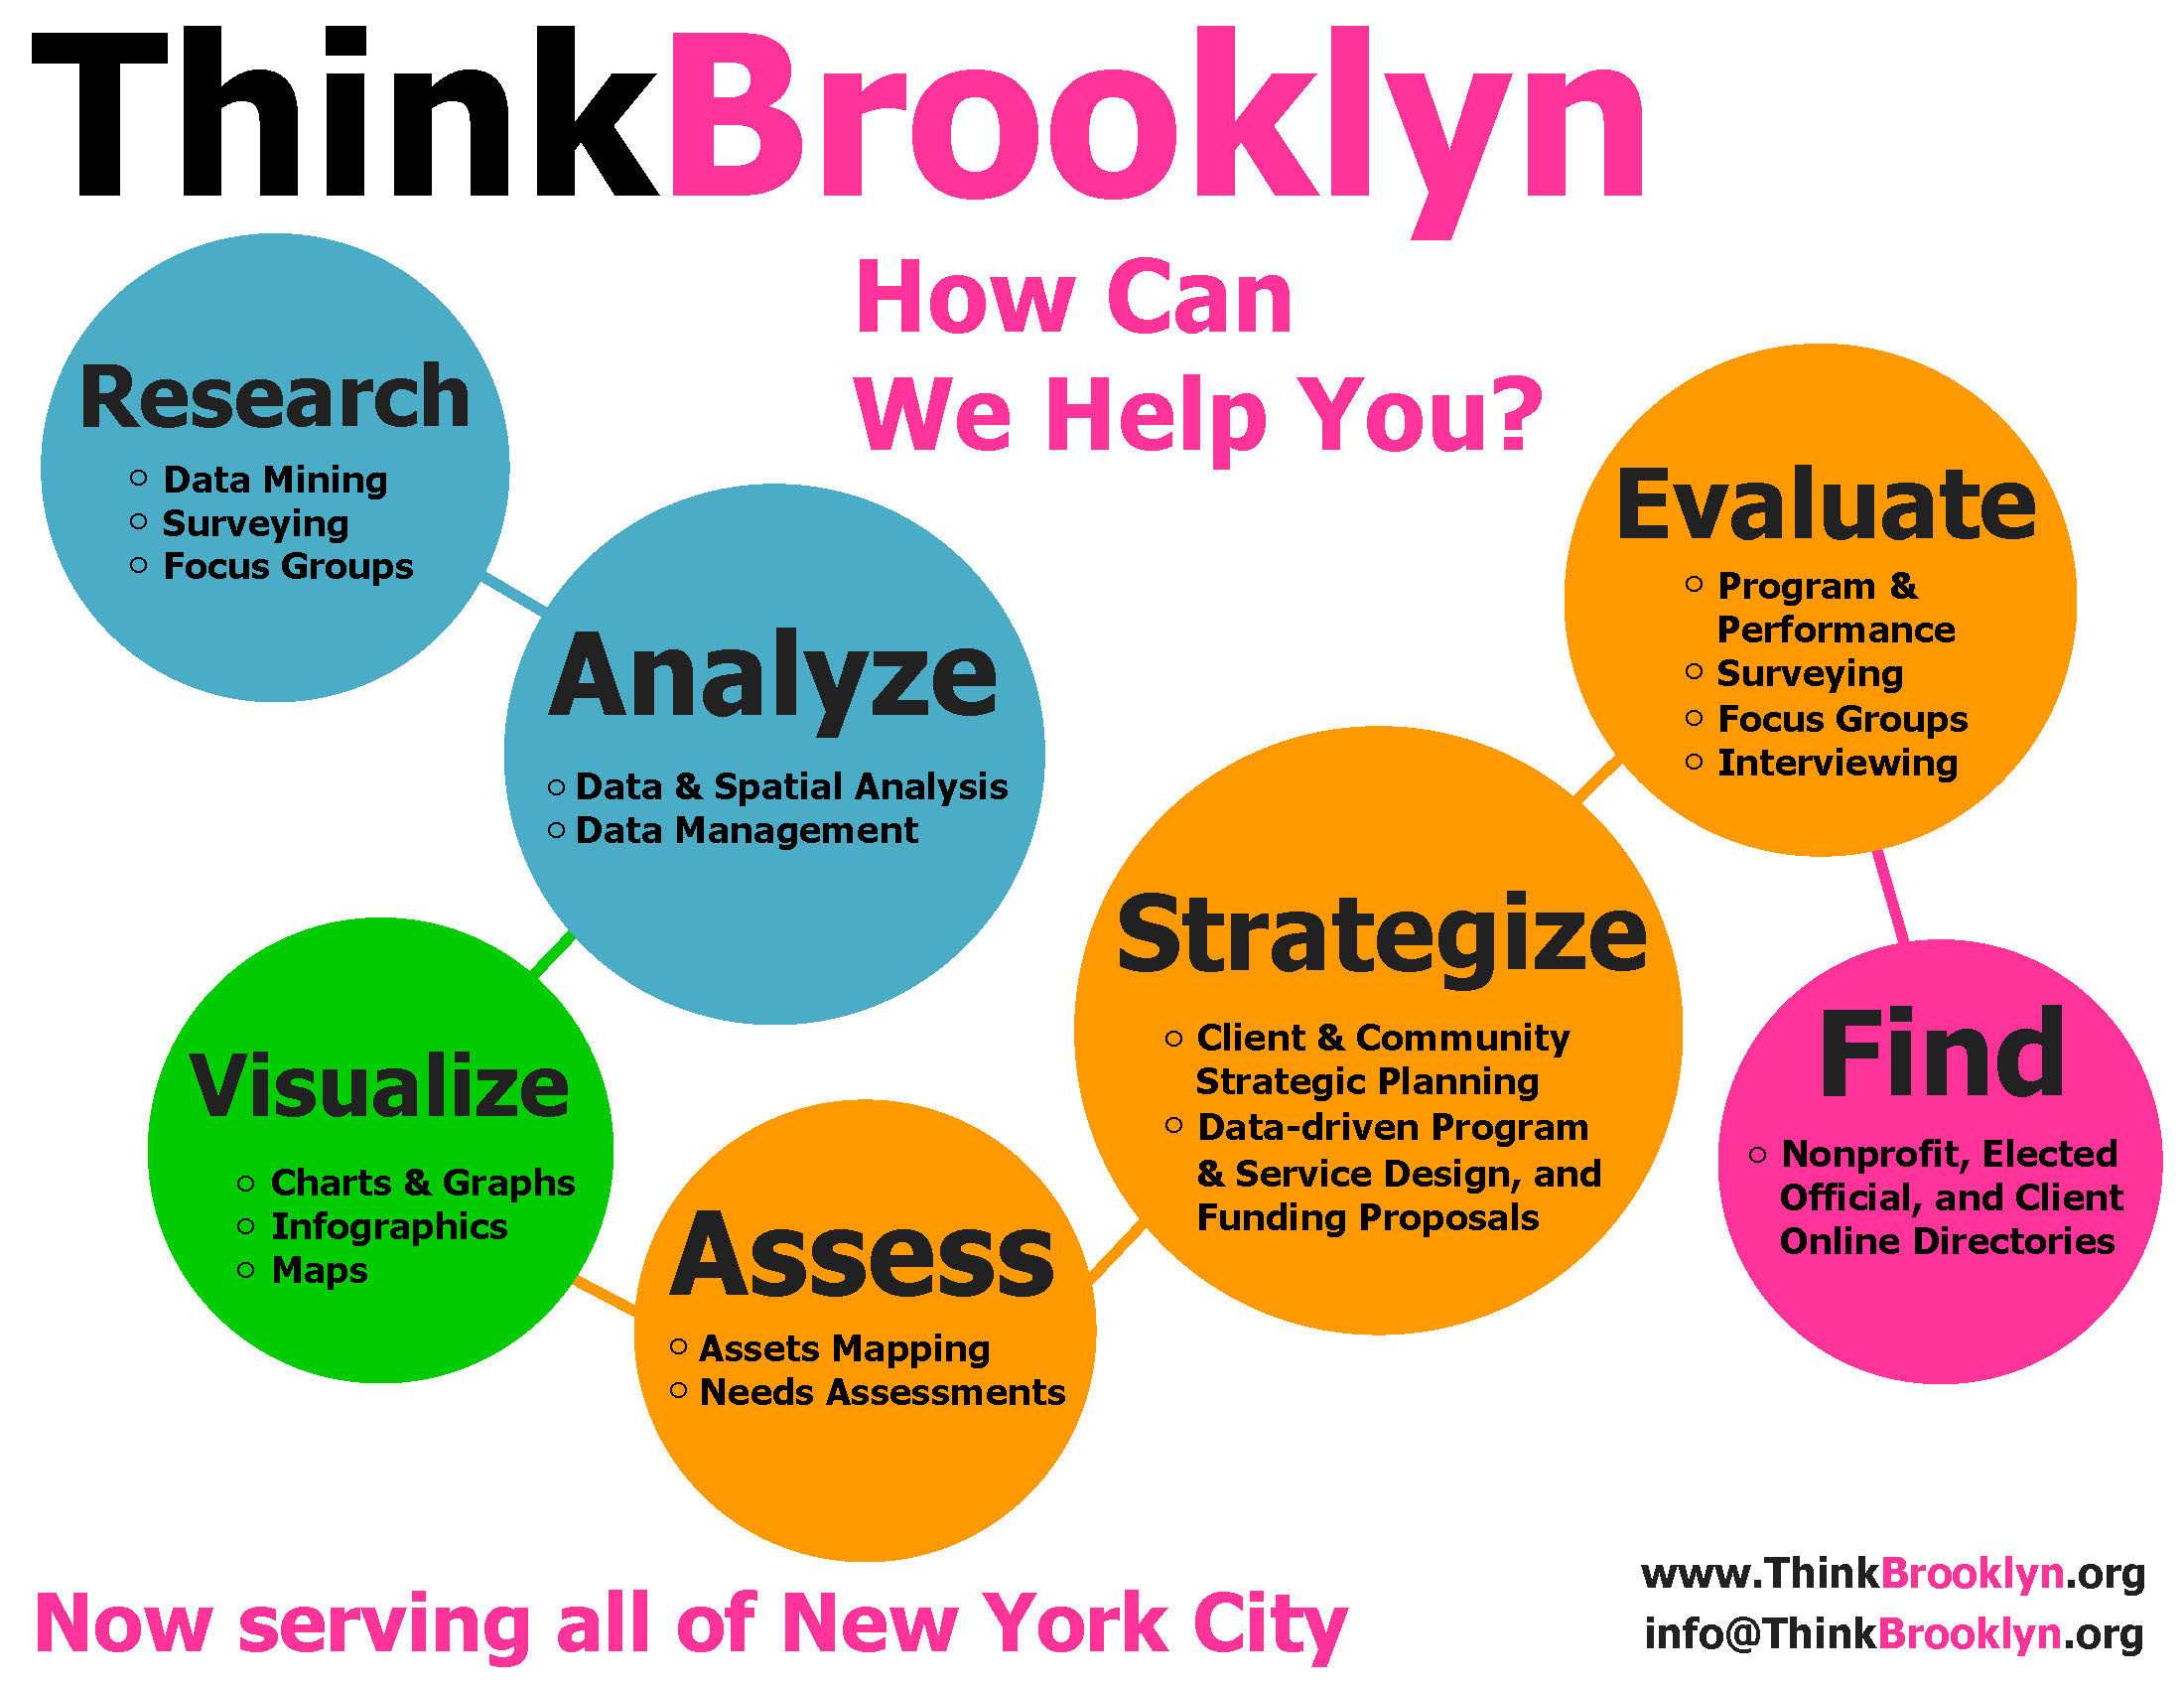 ThinkBrooklyn
How Can
We Help You?
Research
○ Data Mining
○ Surveying
○ Focus Groups
Analyze
○ Data & Spatial Analysis
○ Data Management
Visualize
○ Charts & Graphs
○ Infographics
○ Maps
Assess
○ Assets Mapping
○ Needs Assessments
Strategize
○ Client & Community
Strategic Planning
○ Data-driven Program
& Service Design, and
Funding Proposals
Evaluate
○ Program &
Performance
○ Surveying
○ Focus Groups
○ Interviewing
Find
○ Nonprofit, Elected
Official, and Client
Online Directories
Now serving all of New York City
www.ThinkBrooklyn.org
info@ThinkBrooklyn.org